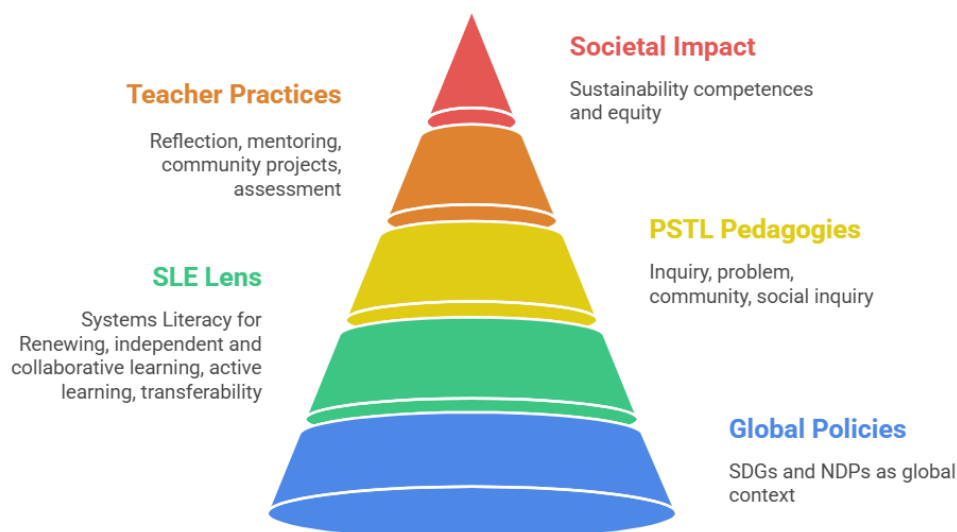 Societal Impact
Sustainability competences
and equity
Teacher Practices
Reflection, mentoring,
community projects,
assessment
PSTL Pedagogies
Inquiry, problem,
community, social inquiry
SLE Lens
Systems Literacy for
Renewing, independent and
collaborative learning, active
learning, transferability
Global Policies
SDGs and NDPs as global
context